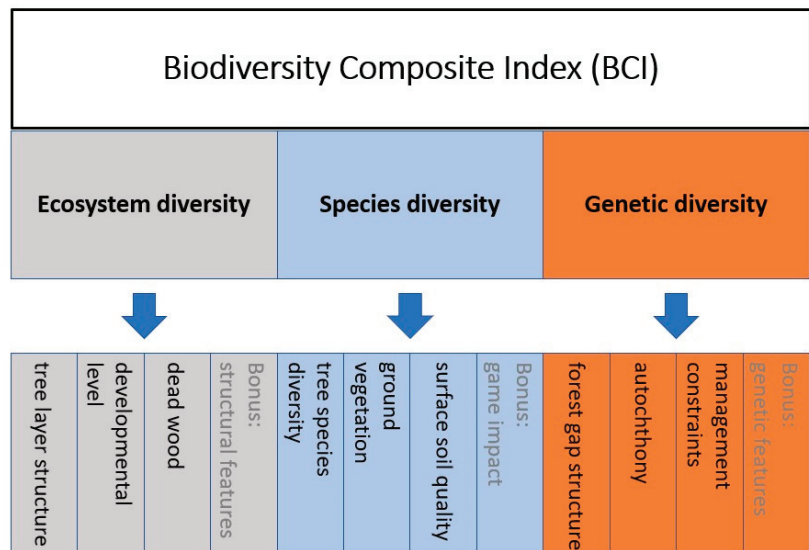 Biodiversity Composite Index (BCI)
Ecosystem diversity
Species diversity
Genetic diversity
tree layer structure
developmental
level
dead wood
Bonus:
structural features
tree species
diversity
ground
vegetation
surface soil quality
Bonus:
game impact
forest gap structure
autochthony
management
constraints
Bonus:
genetic features